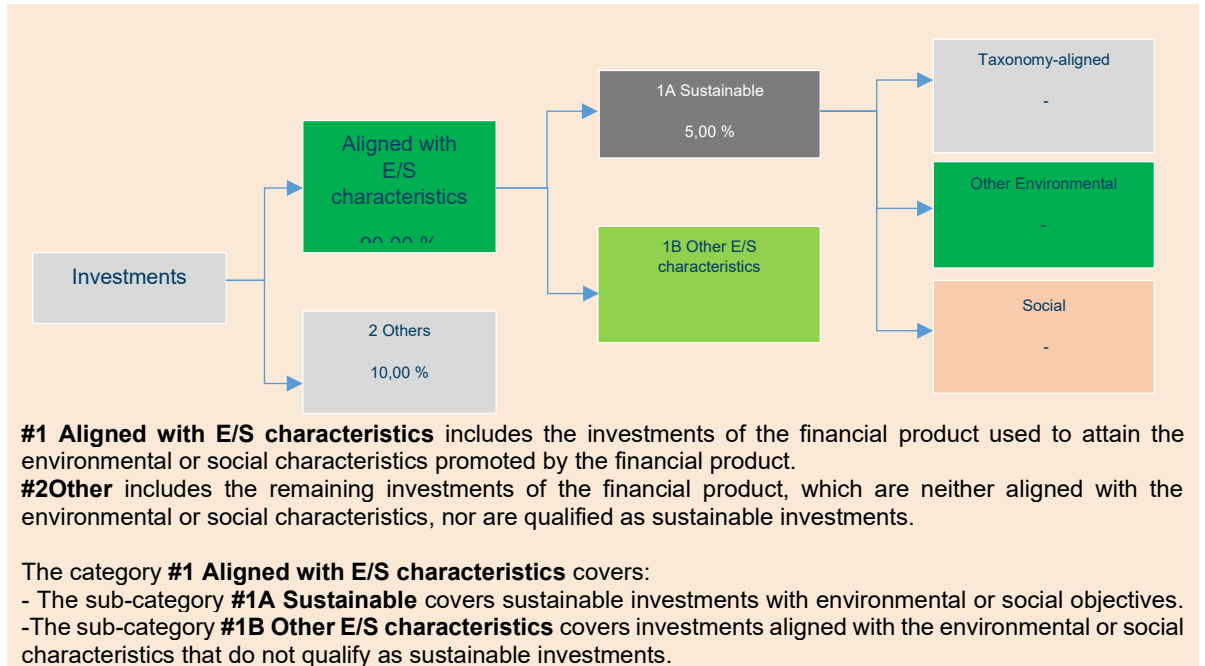 Taxonomy-aligned
-
1A Sustainable
5,00 %
Aligned with
E/S
characteristics
Other Environmental
-
1B Other E/S
characteristics
Investments
Social
-
2 Others
10,00 %
#1 Aligned with E/S characteristics includes the investments of the financial product used to attain the
environmental or social characteristics promoted by the financial product.
#2Other includes the remaining investments of the financial product, which are neither aligned with the
environmental or social characteristics, nor are qualified as sustainable investments.
The category #1 Aligned with E/S characteristics covers:
- The sub-category #1A Sustainable covers sustainable investments with environmental or social objectives.
-The sub-category #1B Other E/S characteristics covers investments aligned with the environmental or social
characteristics that do not qualify as sustainable investments.